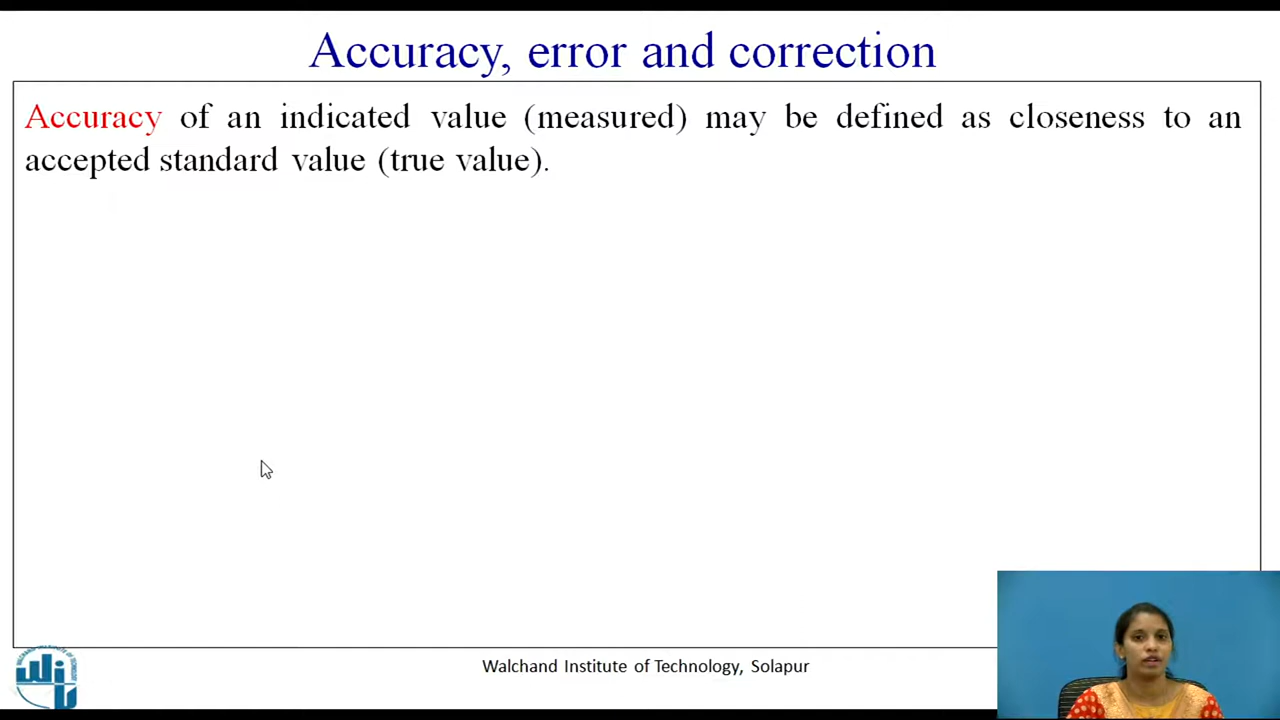 Accuracy, error and correction
Accuracy of an indicated value (measured) may be defined as closeness to an
accepted standard value (true value).
Walchand Institute of Technology, Solapur